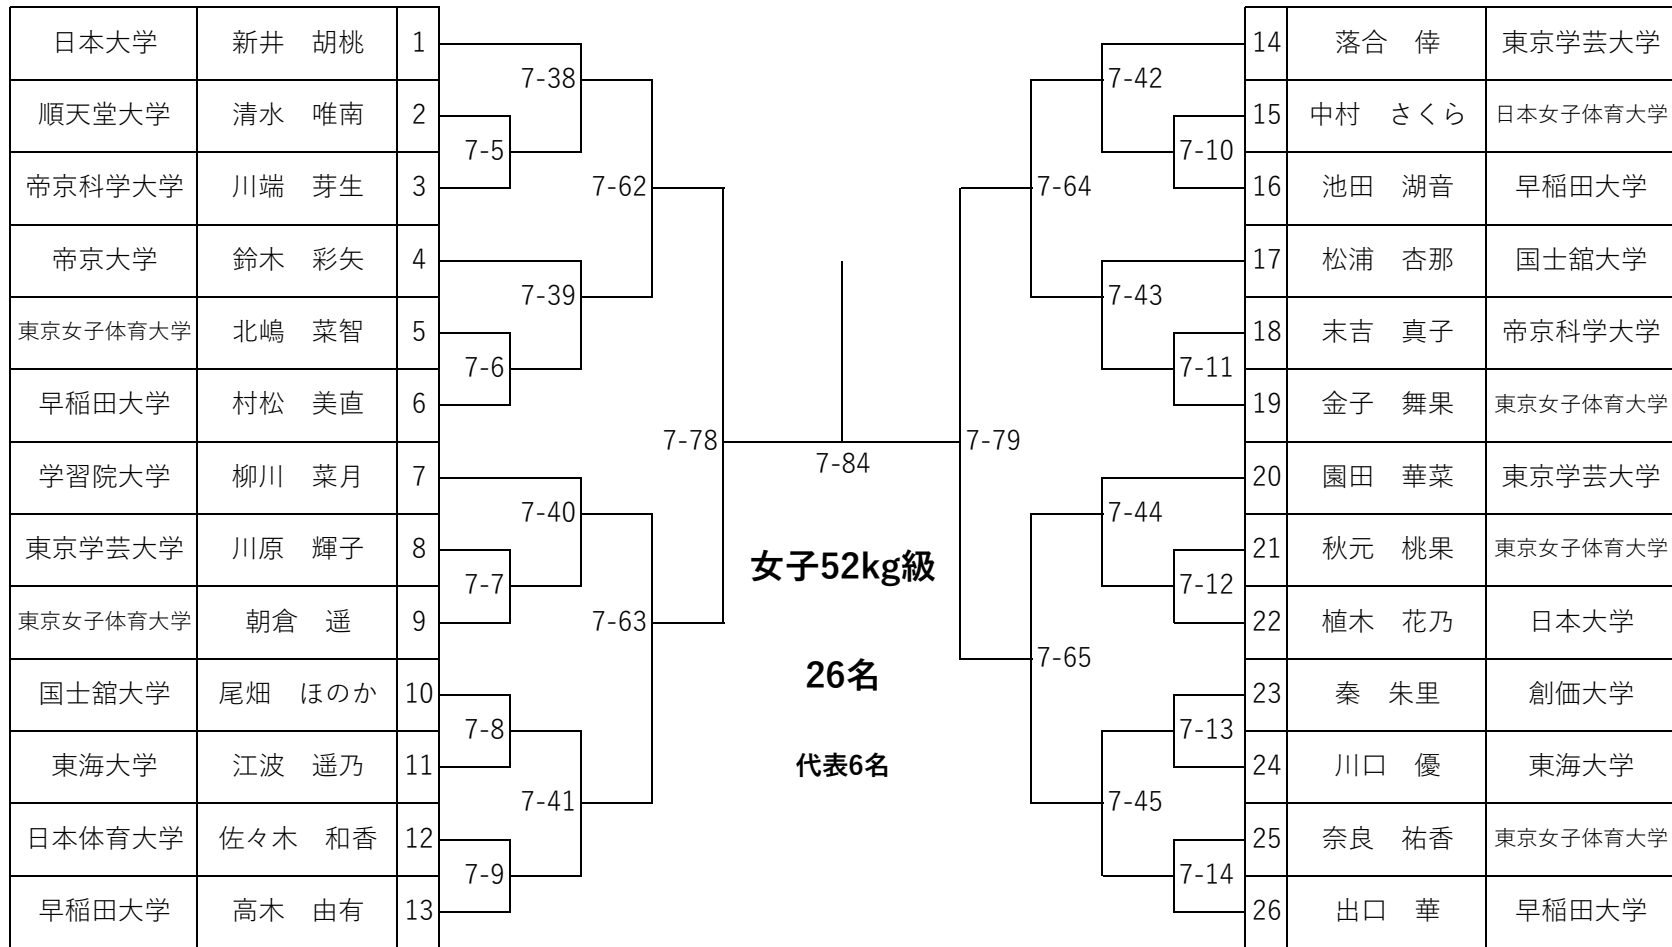 日本大学 新井 胡桃 1
順天堂大学 清水 唯南 2
帝京科学大学 川端 芽生 3
帝京大学 鈴木 彩矢 4
東京女子体育大学 北嶋 菜智 5
早稲田大学 村松 美直 6
学習院大学 柳川 菜月 7
東京学芸大学 川原 輝子 8
東京女子体育大学 朝倉 遥 9
国士舘大学 尾畑 ほのか 10
東海大学 江波 遥乃 11
日本体育大学 佐々木 和香 12
早稲田大学 高木 由有 13
7-38
7-5
7-62
7-39
7-6
7-78
7-40
7-7
7-63
7-8
7-41
7-9
7-84
女子52kg級
26名
代表6名
7-42
7-10
7-64
7-43
7-11
7-79
7-44
7-12
7-65
7-13
7-45
7-14
14 落合 倖 東京学芸大学
15 中村 さくら 日本女子体育大学
16 池田 湖音 早稲田大学
17 松浦 杏那 国士舘大学
18 末吉 真子 帝京科学大学
19 金子 舞果 東京女子体育大学
20 園田 華菜 東京学芸大学
21 秋元 桃果 東京女子体育大学
22 植木 花乃 日本大学
23 秦 朱里 創価大学
24 川口 優 東海大学
25 奈良 祐香 東京女子体育大学
26 出口 華 早稲田大学